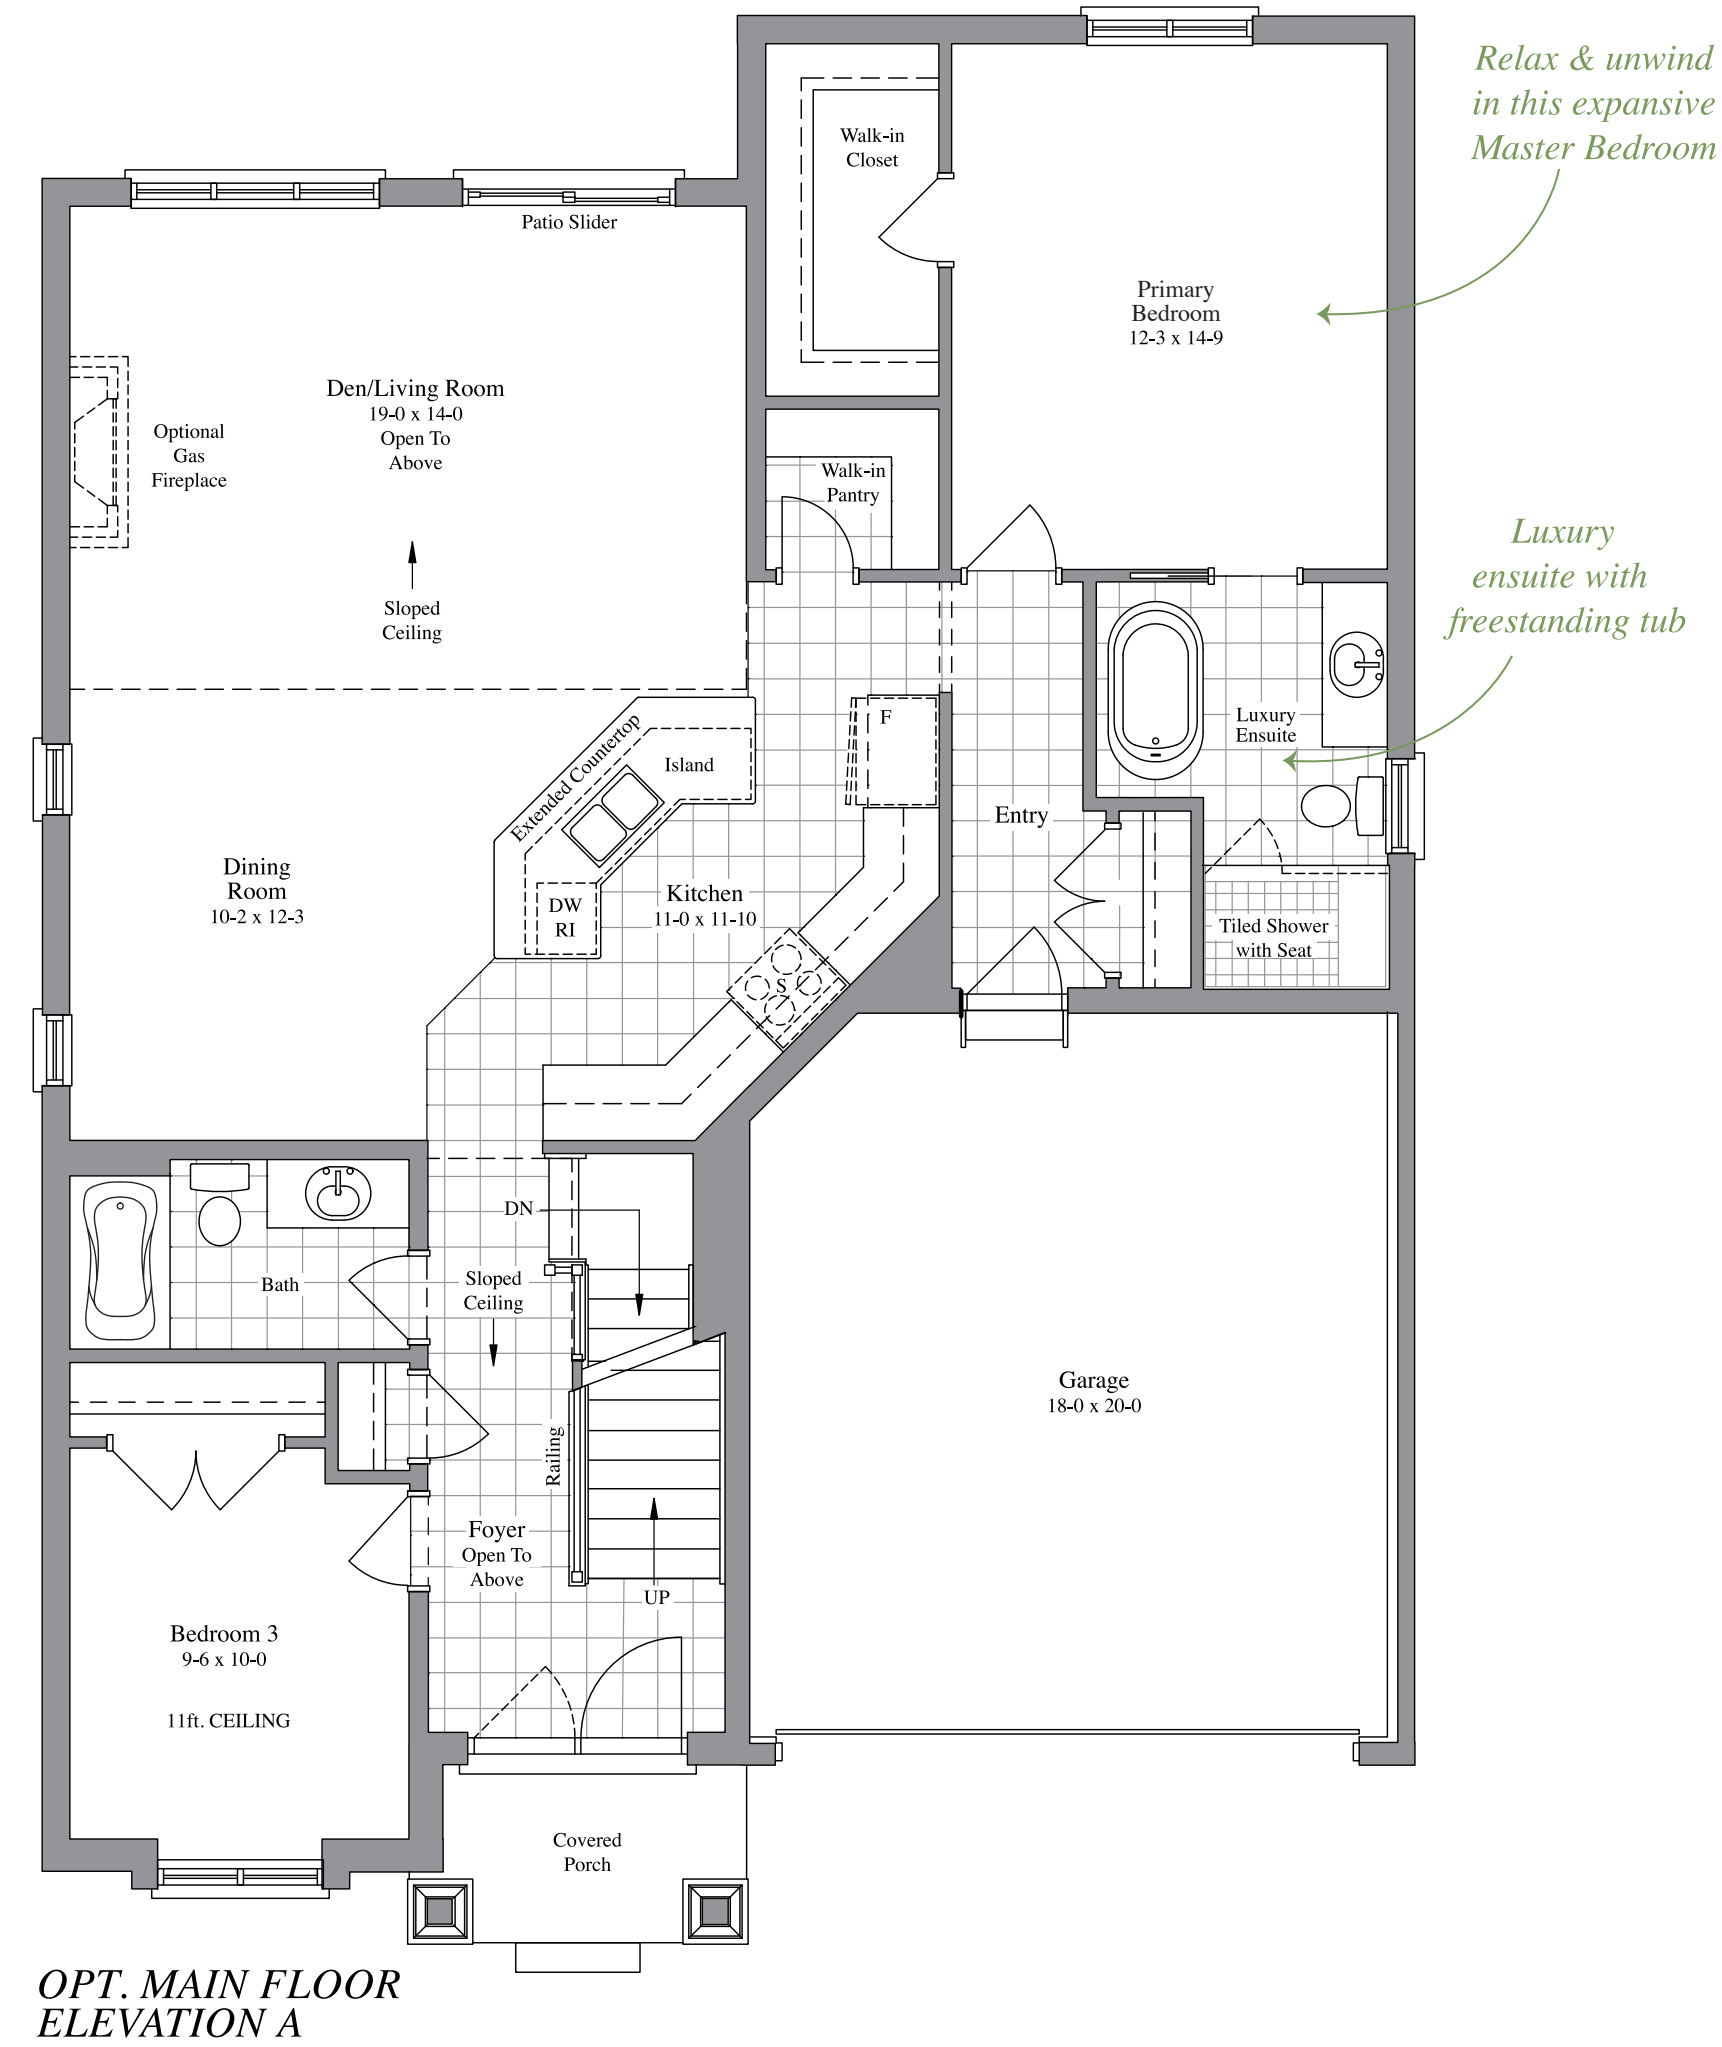 Relax & unwind
in this expansive
Master Bedroom
Walk-in
Closet
Patio Slider
Primary
Bedroom
12-3 x 14-9
Den/Living Room
19-0 x 14-0
Open To
Above
Optional
Gas
Fireplace
Walk-in
Pantry
Luxury
ensuite with
freestanding tub
Sloped
Ceiling
F
Luxury
Ensuite
Extended Countertop
Island
Entry
Dining
Room
10-2 x 12-3
Kitchen
11-0 x 11-10
DW
RI
Tiled Shower
with Seat
S
DN
Bath
Sloped
Ceiling
Garage
18-0 x 20-0
Railing
Foyer
Open To
Above
UP
Bedroom 3
9-6 x 10-0
11ft. CEILING
Covered
Porch
OPT. MAIN FLOOR
ELEVATION A